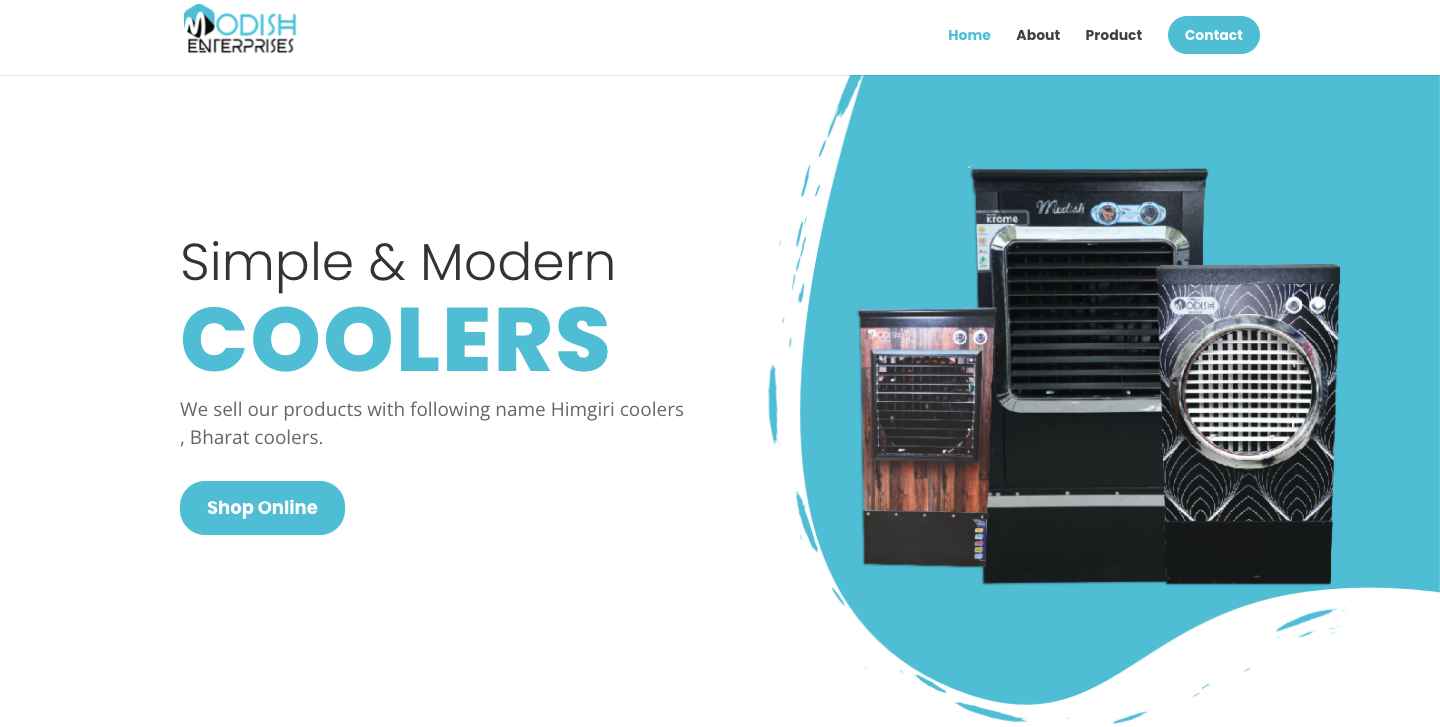 MODISH
ENTERPRISES
Home About Product Contact
Simple & Modern
COOLERS
We sell our products with following name Himgiri coolers
, Bharat coolers.
Shop Online
Modish
Krome
MODISH